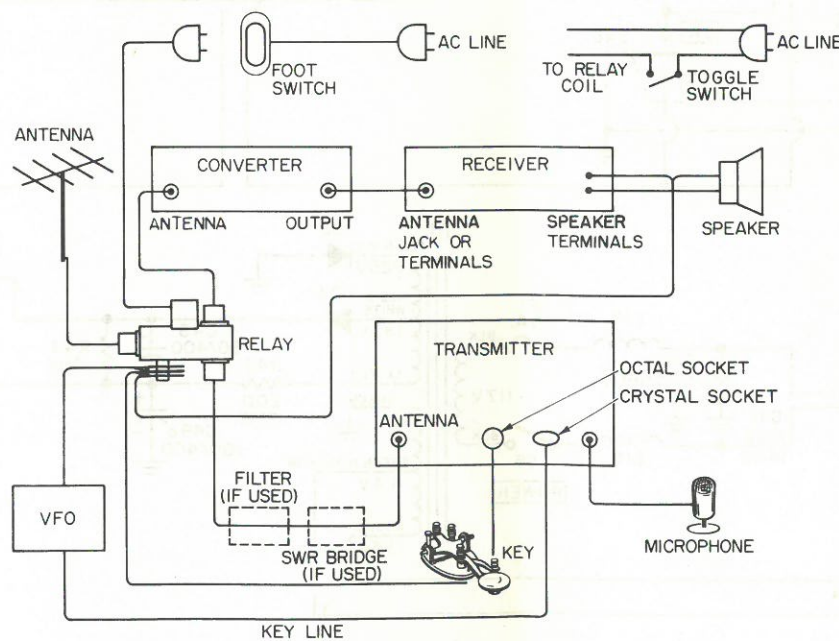 FOOT
SWITCH
AC LINE
TO RELAY
COIL
TOGGLE
SWITCH
AC LINE
ANTENNA
CONVERTER
ANTENNA
OUTPUT
RECEIVER
ANTENNA
JACK OR
TERMINALS
SPEAKER
TERMINALS
SPEAKER
RELAY
TRANSMITTER
ANTENNA
OCTAL SOCKET
CRYSTAL SOCKET
FILTER
(IF USED)
SWR BRIDGE
(IF USED)
VFO
KEY
MICROPHONE
KEY LINE